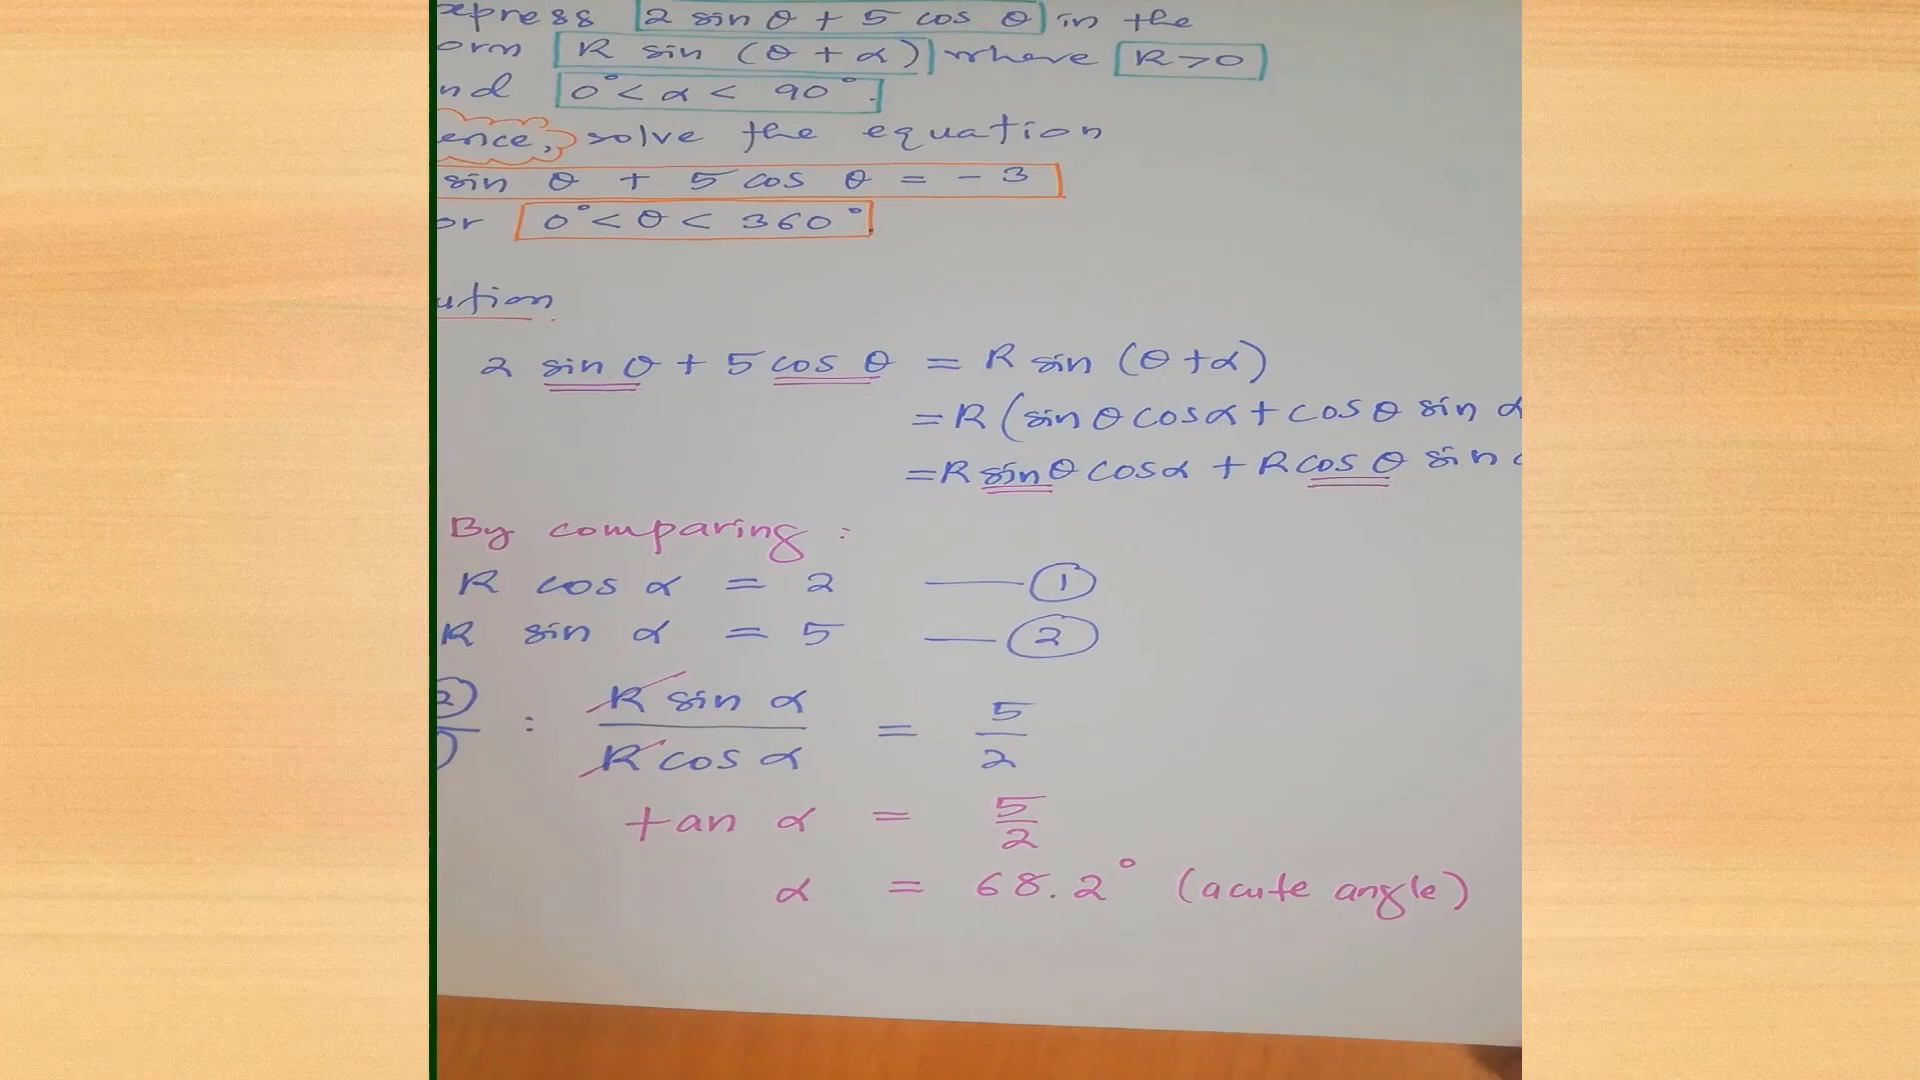 xpress 2 sin θ + 5 cos θ in the
orm R sin (θ + α) where R>0
nd 0°< α < 90°.
ence, solve the equation
sin θ + 5 cos θ = - 3
or 0°< θ < 360°
ution.
2 sin θ + 5 cos θ = R sin (θ + α)
= R (sin θ cos α + cos θ sin α
= R sin θ cos α + R cos θ sin
By comparing :
R cos α = 2 —— ①
R sin α = 5 —— ②
② : R sin α / R cos α = 5/2
tan α = 5/2
α = 68.2° (acute angle)